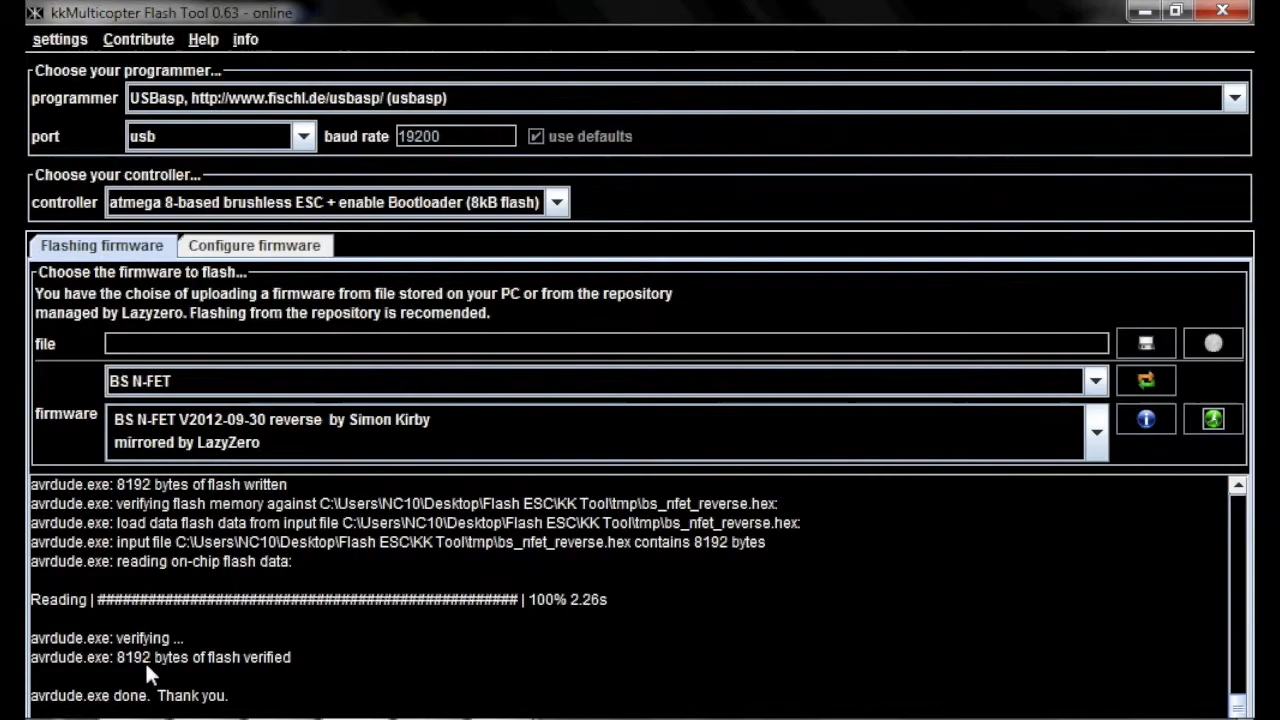 kkMulticopter Flash Tool 0.63 - online
settings Contribute Help info
Choose your programmer...
programmer USBasp, http://www.fischl.de/usbasp/ (usbasp)
port usb baud rate 19200 use defaults
Choose your controller...
controller atmega 8-based brushless ESC + enable Bootloader (8kB flash)
Flashing firmware Configure firmware
Choose the firmware to flash...
You have the choise of uploading a firmware from file stored on your PC or from the repository
managed by Lazyzero. Flashing from the repository is recomended.
file
BS N-FET
firmware
BS N-FET V2012-09-30 reverse by Simon Kirby
mirrored by LazyZero
avrdude.exe: 8192 bytes of flash written
avrdude.exe: verifying flash memory against C:\Users\NC10\Desktop\Flash ESC\KK Tool\tmp\bs_nfet_reverse.hex:
avrdude.exe: load data flash data from input file C:\Users\NC10\Desktop\Flash ESC\KK Tool\tmp\bs_nfet_reverse.hex:
avrdude.exe: input file C:\Users\NC10\Desktop\Flash ESC\KK Tool\tmp\bs_nfet_reverse.hex contains 8192 bytes
avrdude.exe: reading on-chip flash data:
Reading | ################################################## | 100% 2.26s
avrdude.exe: verifying ...
avrdude.exe: 8192 bytes of flash verified
avrdude.exe done. Thank you.